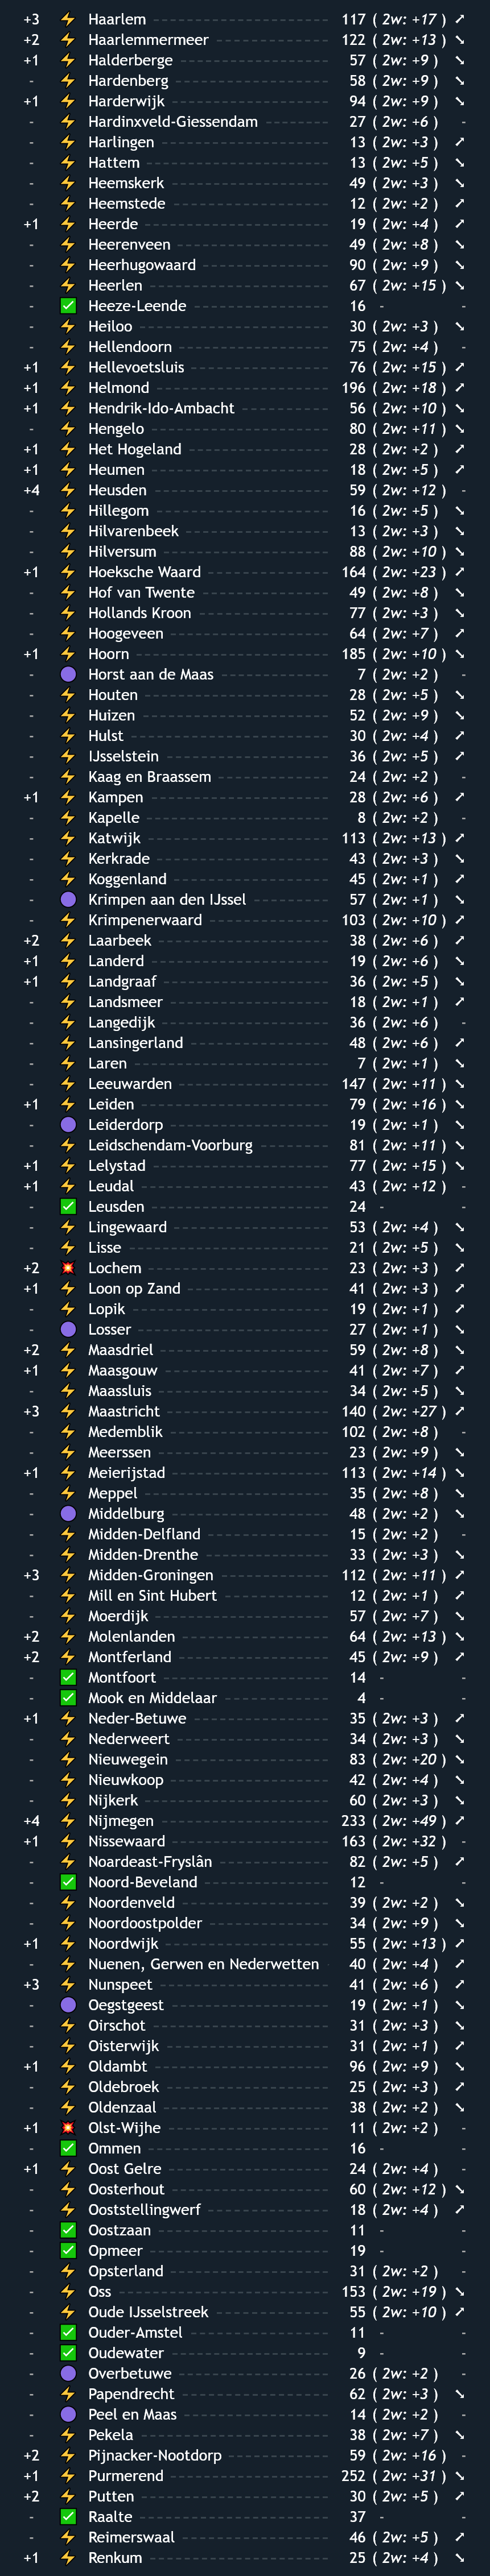 +3 ⚡ Haarlem 117 ( 2w: +17 ) ↗
+2 ⚡ Haarlemmermeer 122 ( 2w: +13 ) ↘
+1 ⚡ Halderberge 57 ( 2w: +9 ) ↘
- ⚡ Hardenberg 58 ( 2w: +9 ) ↘
+1 ⚡ Harderwijk 94 ( 2w: +9 ) ↘
- ⚡ Hardinxveld-Giessendam 27 ( 2w: +6 ) -
- ⚡ Harlingen 13 ( 2w: +3 ) ↗
- ⚡ Hattem 13 ( 2w: +5 ) ↘
- ⚡ Heemskerk 49 ( 2w: +3 ) ↘
- ⚡ Heemstede 12 ( 2w: +2 ) ↗
+1 ⚡ Heerde 19 ( 2w: +4 ) ↗
- ⚡ Heerenveen 49 ( 2w: +8 ) ↘
- ⚡ Heerhugowaard 90 ( 2w: +9 ) ↘
- ⚡ Heerlen 67 ( 2w: +15 ) ↘
- ✅ Heeze-Leende 16 - -
- ⚡ Heiloo 30 ( 2w: +3 ) ↘
- ⚡ Hellendoorn 75 ( 2w: +4 ) -
+1 ⚡ Hellevoetsluis 76 ( 2w: +15 ) ↗
+1 ⚡ Helmond 196 ( 2w: +18 ) ↗
+1 ⚡ Hendrik-Ido-Ambacht 56 ( 2w: +10 ) ↘
- ⚡ Hengelo 80 ( 2w: +11 ) ↘
+1 ⚡ Het Hogeland 28 ( 2w: +2 ) ↗
+1 ⚡ Heumen 18 ( 2w: +5 ) ↗
+4 ⚡ Heusden 59 ( 2w: +12 ) -
- ⚡ Hillegom 16 ( 2w: +5 ) ↘
- ⚡ Hilvarenbeek 13 ( 2w: +3 ) ↘
- ⚡ Hilversum 88 ( 2w: +10 ) ↘
+1 ⚡ Hoeksche Waard 164 ( 2w: +23 ) ↗
- ⚡ Hof van Twente 49 ( 2w: +8 ) ↘
- ⚡ Hollands Kroon 77 ( 2w: +3 ) ↘
- ⚡ Hoogeveen 64 ( 2w: +7 ) ↗
+1 ⚡ Hoorn 185 ( 2w: +10 ) ↘
- 🟣 Horst aan de Maas 7 ( 2w: +2 ) -
- ⚡ Houten 28 ( 2w: +5 ) ↘
- ⚡ Huizen 52 ( 2w: +9 ) ↘
- ⚡ Hulst 30 ( 2w: +4 ) ↗
- ⚡ IJsselstein 36 ( 2w: +5 ) ↗
- ⚡ Kaag en Braassem 24 ( 2w: +2 ) -
+1 ⚡ Kampen 28 ( 2w: +6 ) ↗
- ⚡ Kapelle 8 ( 2w: +2 ) -
- ⚡ Katwijk 113 ( 2w: +13 ) ↗
- ⚡ Kerkrade 43 ( 2w: +3 ) ↘
- ⚡ Koggenland 45 ( 2w: +1 ) ↗
- 🟣 Krimpen aan den IJssel 57 ( 2w: +1 ) ↘
- ⚡ Krimpenerwaard 103 ( 2w: +10 ) ↗
+2 ⚡ Laarbeek 38 ( 2w: +6 ) ↗
+1 ⚡ Landerd 19 ( 2w: +6 ) ↘
+1 ⚡ Landgraaf 36 ( 2w: +5 ) ↘
- ⚡ Landsmeer 18 ( 2w: +1 ) ↗
- ⚡ Langedijk 36 ( 2w: +6 ) -
- ⚡ Lansingerland 48 ( 2w: +6 ) ↗
- ⚡ Laren 7 ( 2w: +1 ) ↘
- ⚡ Leeuwarden 147 ( 2w: +11 ) ↘
+1 ⚡ Leiden 79 ( 2w: +16 ) ↘
- 🟣 Leiderdorp 19 ( 2w: +1 ) ↘
- ⚡ Leidschendam-Voorburg 81 ( 2w: +11 ) ↘
+1 ⚡ Lelystad 77 ( 2w: +15 ) ↘
+1 ⚡ Leudal 43 ( 2w: +12 ) -
- ✅ Leusden 24 - -
- ⚡ Lingewaard 53 ( 2w: +4 ) ↘
- ⚡ Lisse 21 ( 2w: +5 ) ↘
+2 💥 Lochem 23 ( 2w: +3 ) ↗
+1 ⚡ Loon op Zand 41 ( 2w: +3 ) ↗
- ⚡ Lopik 19 ( 2w: +1 ) ↗
- 🟣 Losser 27 ( 2w: +1 ) ↘
+2 ⚡ Maasdriel 59 ( 2w: +8 ) ↘
+1 ⚡ Maasgouw 41 ( 2w: +7 ) ↗
- ⚡ Maassluis 34 ( 2w: +5 ) ↘
+3 ⚡ Maastricht 140 ( 2w: +27 ) ↗
- ⚡ Medemblik 102 ( 2w: +8 ) -
- ⚡ Meerssen 23 ( 2w: +9 ) ↘
+1 ⚡ Meierijstad 113 ( 2w: +14 ) ↘
- ⚡ Meppel 35 ( 2w: +8 ) ↘
- 🟣 Middelburg 48 ( 2w: +2 ) ↘
- ⚡ Midden-Delfland 15 ( 2w: +2 ) -
- ⚡ Midden-Drenthe 33 ( 2w: +3 ) ↘
+3 ⚡ Midden-Groningen 112 ( 2w: +11 ) ↗
- ⚡ Mill en Sint Hubert 12 ( 2w: +1 ) ↗
- ⚡ Moerdijk 57 ( 2w: +7 ) ↘
+2 ⚡ Molenlanden 64 ( 2w: +13 ) ↘
+2 ⚡ Montferland 45 ( 2w: +9 ) ↗
- ✅ Montfoort 14 - -
- ✅ Mook en Middelaar 4 - -
+1 ⚡ Neder-Betuwe 35 ( 2w: +3 ) ↗
- ⚡ Nederweert 34 ( 2w: +3 ) ↘
- ⚡ Nieuwegein 83 ( 2w: +20 ) ↘
- ⚡ Nieuwkoop 42 ( 2w: +4 ) ↘
- ⚡ Nijkerk 60 ( 2w: +3 ) ↘
+4 ⚡ Nijmegen 233 ( 2w: +49 ) ↗
+1 ⚡ Nissewaard 163 ( 2w: +32 ) -
- ⚡ Noardeast-Fryslân 82 ( 2w: +5 ) ↗
- ✅ Noord-Beveland 12 - -
- ⚡ Noordenveld 39 ( 2w: +2 ) ↘
- ⚡ Noordoostpolder 34 ( 2w: +9 ) ↘
+1 ⚡ Noordwijk 55 ( 2w: +13 ) ↗
- ⚡ Nuenen, Gerwen en Nederwetten 40 ( 2w: +4 ) ↗
+3 ⚡ Nunspeet 41 ( 2w: +6 ) ↗
- 🟣 Oegstgeest 19 ( 2w: +1 ) ↘
- ⚡ Oirschot 31 ( 2w: +3 ) ↘
- ⚡ Oisterwijk 31 ( 2w: +1 ) ↗
+1 ⚡ Oldambt 96 ( 2w: +9 ) ↘
- ⚡ Oldebroek 25 ( 2w: +3 ) ↗
- ⚡ Oldenzaal 38 ( 2w: +2 ) ↘
+1 💥 Olst-Wijhe 11 ( 2w: +2 ) -
- ✅ Ommen 16 - -
+1 ⚡ Oost Gelre 24 ( 2w: +4 ) -
- ⚡ Oosterhout 60 ( 2w: +12 ) ↘
- ⚡ Ooststellingwerf 18 ( 2w: +4 ) ↗
- ✅ Oostzaan 11 - -
- ✅ Opmeer 19 - -
- ⚡ Opsterland 31 ( 2w: +2 ) -
- ⚡ Oss 153 ( 2w: +19 ) ↘
- ⚡ Oude IJsselstreek 55 ( 2w: +10 ) ↗
- ✅ Ouder-Amstel 11 - -
- ✅ Oudewater 9 - -
- 🟣 Overbetuwe 26 ( 2w: +2 ) -
- ⚡ Papendrecht 62 ( 2w: +3 ) ↘
- 🟣 Peel en Maas 14 ( 2w: +2 ) -
- ⚡ Pekela 38 ( 2w: +7 ) ↘
+2 ⚡ Pijnacker-Nootdorp 59 ( 2w: +16 ) -
+1 ⚡ Purmerend 252 ( 2w: +31 ) ↘
+2 ⚡ Putten 30 ( 2w: +5 ) ↗
- ✅ Raalte 37 - -
- ⚡ Reimerswaal 46 ( 2w: +5 ) ↗
+1 ⚡ Renkum 25 ( 2w: +4 ) ↘